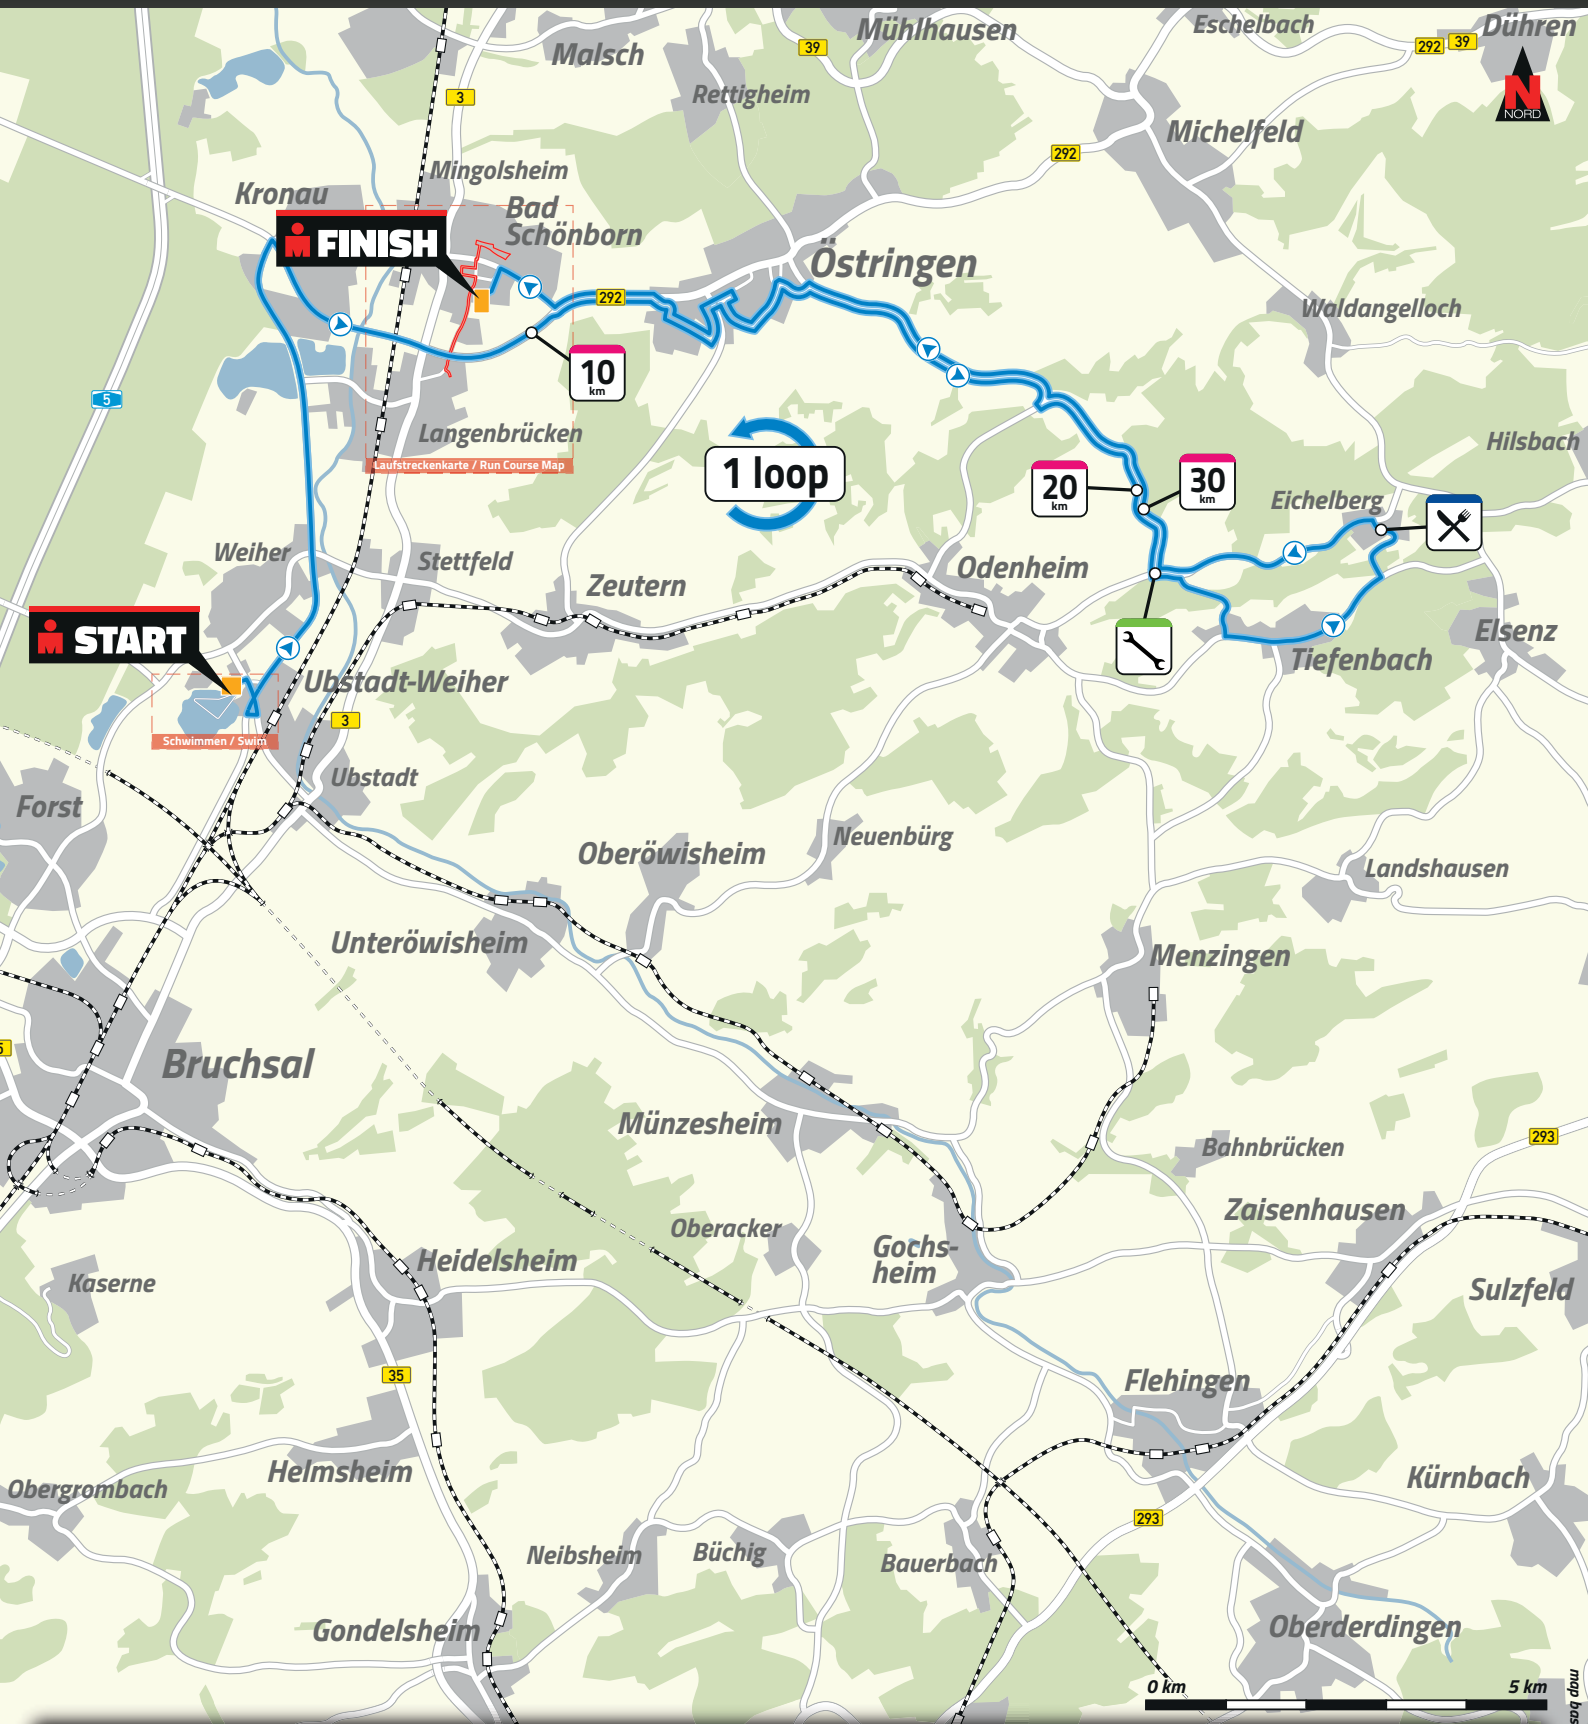 Eschelbach
Dühren
Mühlhausen
292
39
Malsch
39
Rettigheim
3
N
NORD
Michelfeld
292
Mingolsheim
Kronau
Bad
Schönborn
FINISH
Östringen
292
Waldangelloch
10
km
5
Langenbrücken
Laufstreckenkarte / Run Course Map
1 loop
Hilsbach
20
km
30
km
Eichelberg
Weiher
Stettfeld
Zeutern
Odenheim
START
Elsenz
Tiefenbach
Ubstadt-Weiher
3
Schwimmen / Swim
Ubstadt
Forst
Neuenbürg
Oberöwisheim
Landshausen
Unteröwisheim
Menzingen
5
Bruchsal
Münzesheim
293
Bahnbrücken
Zaisenhausen
Oberacker
Gochs-
heim
Heidelsheim
Kaserne
Sulzfeld
35
Flehingen
Helmsheim
Kürnbach
Obergrombach
293
Neibsheim
Büchig
Bauerbach
Gondelsheim
Oberderdingen
0 km
5 km
map bas